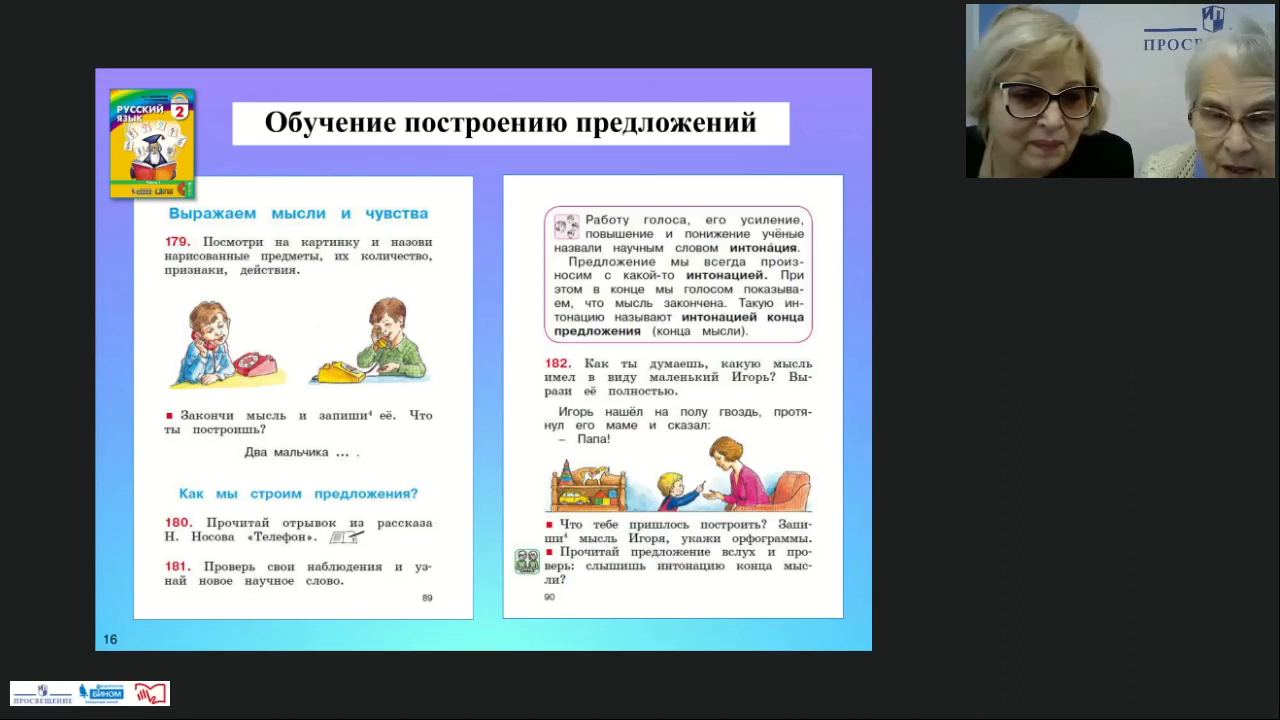 Обучение построению предложений
РУССКИЙ
ЯЗЫК
2
Выражаем мысли и чувства
179. Посмотри на картинку и назови
нарисованные предметы, их количество,
признаки, действия.
Закончи мысль и запиши⁴ её. Что
ты построишь?
Два мальчика ... .
Как мы строим предложения?
180. Прочитай отрывок из рассказа
Н. Носова «Телефон».
181. Проверь свои наблюдения и уз-
най новое научное слово.
89
Работу голоса, его усиление,
повышение и понижение учёные
назвали научным словом интона́ция.
Предложение мы всегда произ-
носим с какой-то интонацией. При
этом в конце мы голосом показыва-
ем, что мысль закончена. Такую ин-
тонацию называют интонацией конца
предложения (конца мысли).
182. Как ты думаешь, какую мысль
имел в виду маленький Игорь? Вы-
рази её полностью.
Игорь нашёл на полу гвоздь, протя-
нул его маме и сказал:
– Папа!
Что тебе пришлось построить? Запи-
ши⁴ мысль Игоря, укажи орфограммы.
Прочитай предложение вслух и про-
верь: слышишь интонацию конца мыс-
ли?
90
16
ПРОСВЕЩЕНИЕ
БИНОМ